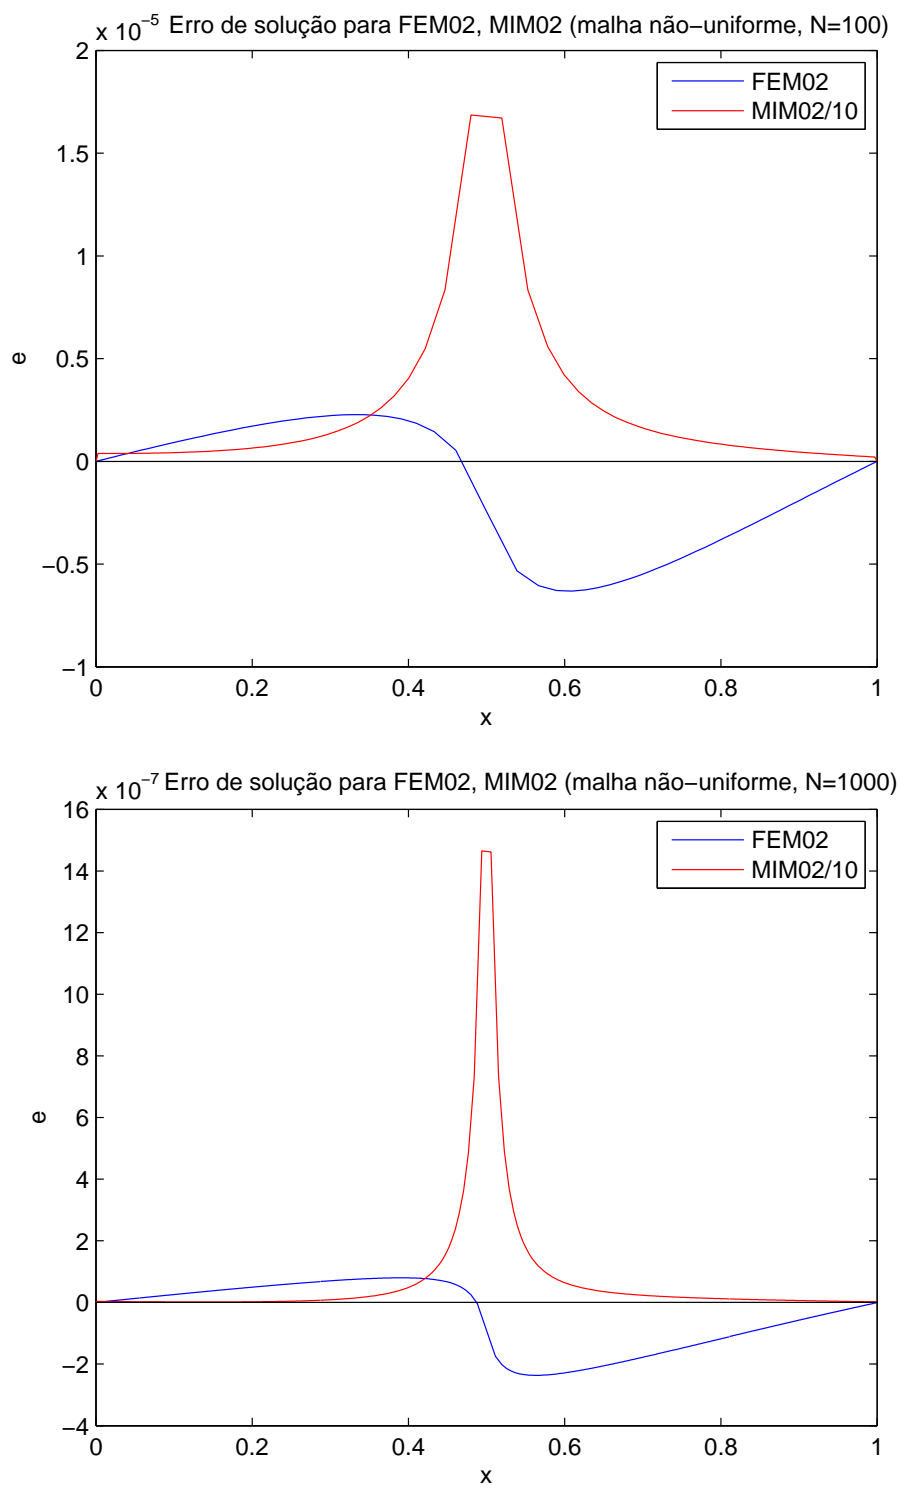 x 10−5 Erro de solução para FEM02, MIM02 (malha não−uniforme, N=100)
2
FEM02
MIM02/10
1.5
1
e
0.5
0
−0.5
−1
0 0.2 0.4 0.6 0.8 1
x
x 10−7 Erro de solução para FEM02, MIM02 (malha não−uniforme, N=1000)
16
FEM02
MIM02/10
14
12
10
8
e
6
4
2
0
−2
−4
0 0.2 0.4 0.6 0.8 1
x